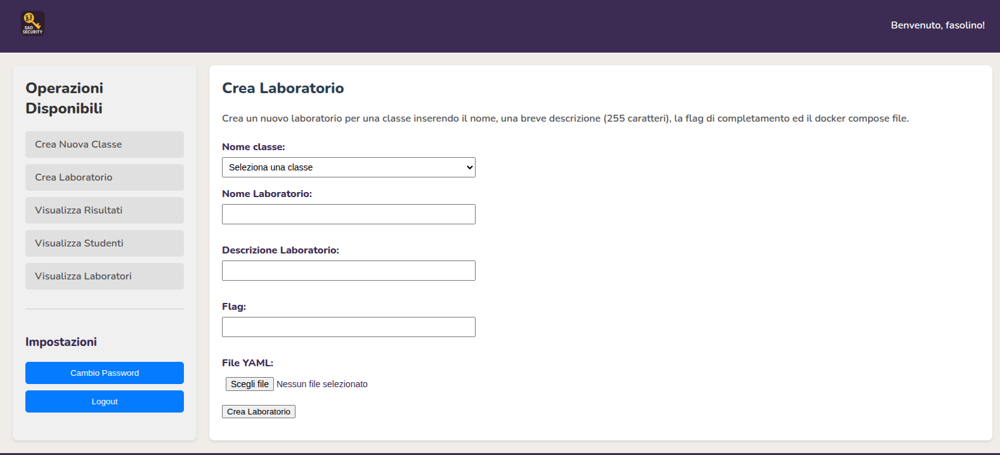 SAD
SECURITY
Benvenuto, fasolino!
Operazioni
Disponibili
Crea Nuova Classe
Crea Laboratorio
Visualizza Risultati
Visualizza Studenti
Visualizza Laboratori
Impostazioni
Cambio Password
Logout
Crea Laboratorio
Crea un nuovo laboratorio per una classe inserendo il nome, una breve descrizione (255 caratteri), la flag di completamento ed il docker compose file.
Nome classe:
Seleziona una classe
Nome Laboratorio:
Descrizione Laboratorio:
Flag:
File YAML:
Scegli file Nessun file selezionato
Crea Laboratorio